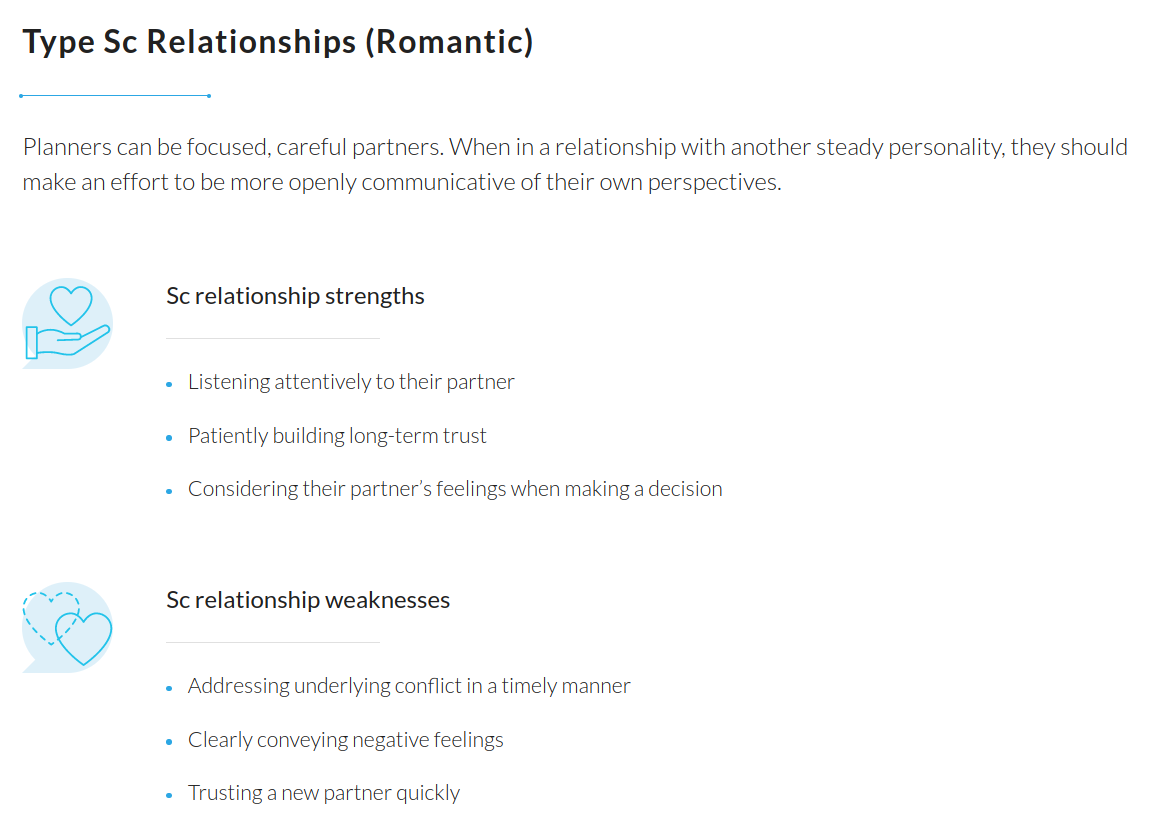 Type Sc Relationships (Romantic)
Planners can be focused, careful partners. When in a relationship with another steady personality, they should
make an effort to be more openly communicative of their own perspectives.
Sc relationship strengths
Listening attentively to their partner
Patiently building long-term trust
Considering their partner’s feelings when making a decision
Sc relationship weaknesses
Addressing underlying conflict in a timely manner
Clearly conveying negative feelings
Trusting a new partner quickly